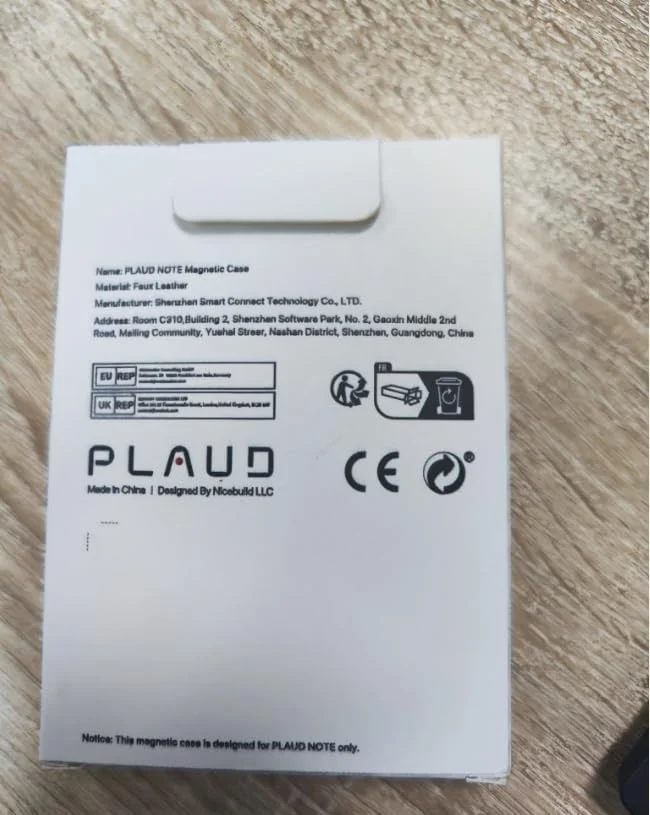 Name: PLAUD NOTE Magnetic Case
Material: Faux Leather
Manufacturer: Shenzhen Smart Connect Technology Co., LTD.
Address: Room C310,Building 2, Shenzhen Software Park, No. 2, Gaoxin Middle 2nd
Road, Mailing Community, Yuehai Streer, Nashan District, Shenzhen, Guangdong, China
EU REP
FR
UK REP
PLAUD
CE
Made in China | Designed By Nicebuild LLC
Notice: This magnetic case is designed for PLAUD NOTE only.